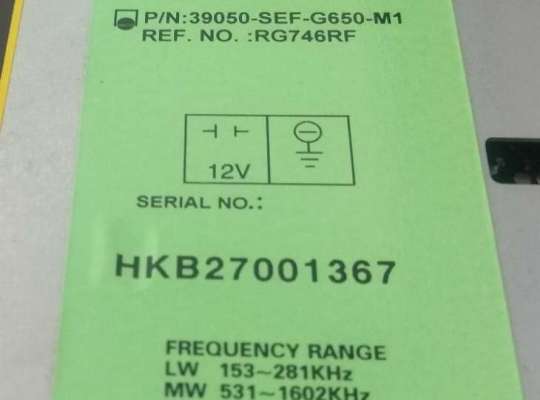 P/N:39050-SEF-G650-M1
REF. NO. :RG746RF
12V
SERIAL NO.:
HKB27001367
FREQUENCY RANGE
LW 153~281KHz
MW 531~1602KHz